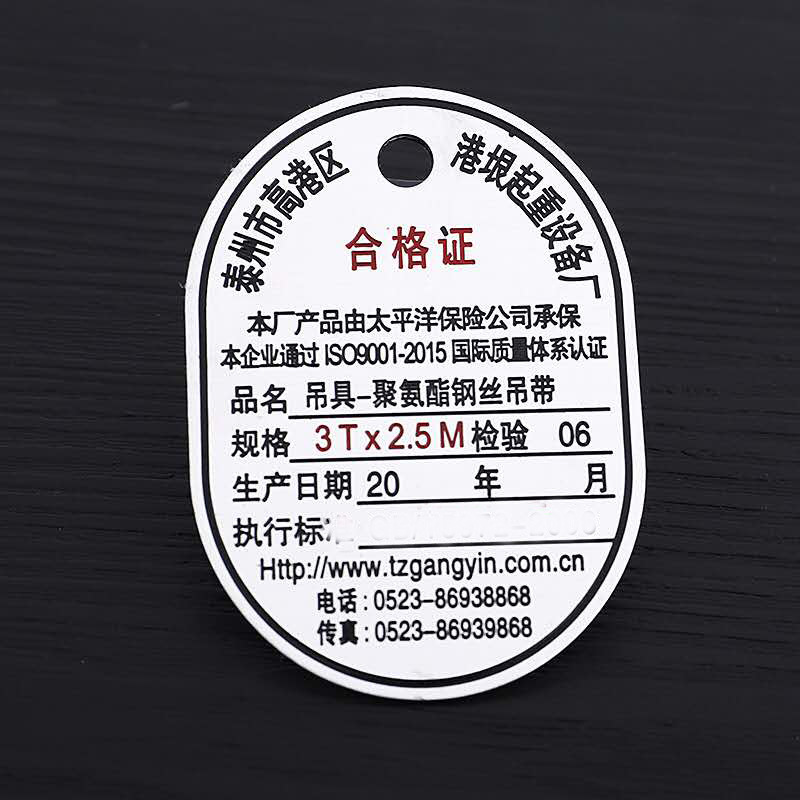 泰州市高港区 港垠起重设备厂
合格证
本厂产品由太平洋保险公司承保
本企业通过 ISO9001-2015 国际质量体系认证
品名 吊具-聚氨酯钢丝吊带
规格 3Tx2.5M 检验 06
生产日期 20 年 月
执行标准
Http://www.tzgangyin.com.cn
电话:0523-86938868
传真:0523-86939868